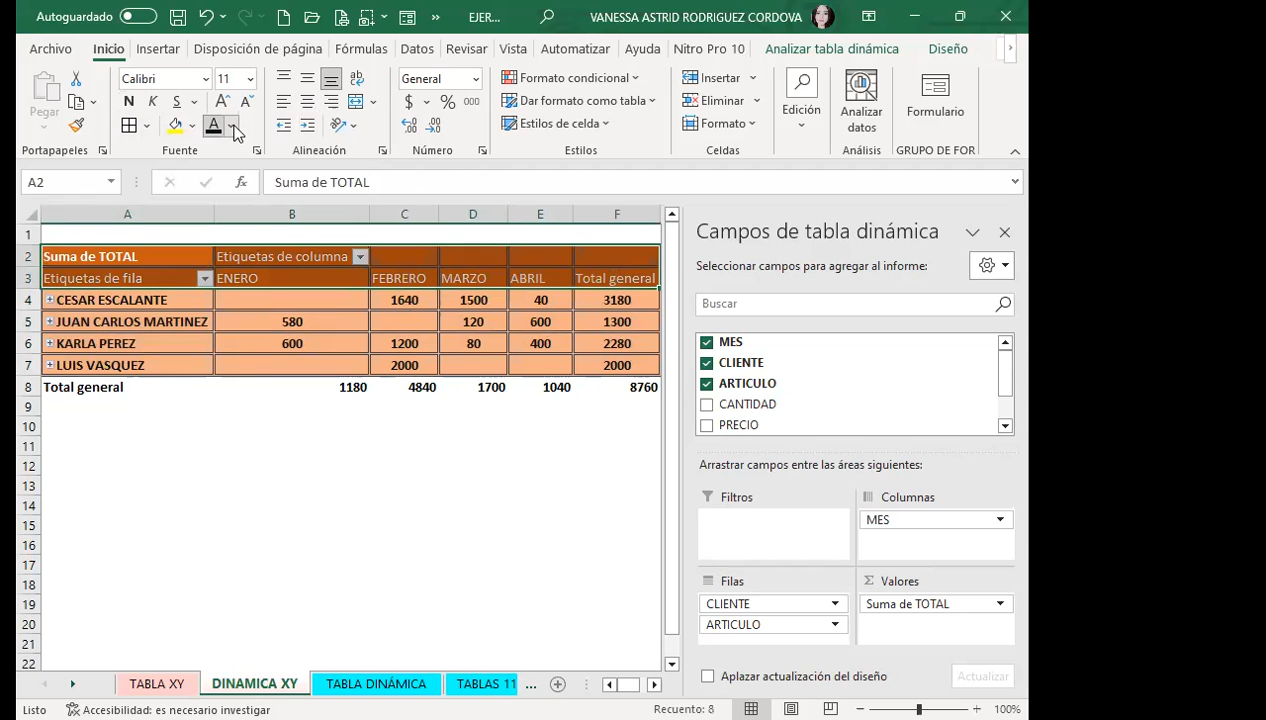 Autoguardado EJER... VANESSA ASTRID RODRIGUEZ CORDOVA
Archivo Inicio Insertar Disposición de página Fórmulas Datos Revisar Vista Automatizar Ayuda Nitro Pro 10 Analizar tabla dinámica Diseño
Pegar
Portapapeles
Calibri 11
N K S
Fuente
Alineación
General
$ % 000
Número
Formato condicional
Dar formato como tabla
Estilos de celda
Estilos
Insertar
Eliminar
Formato
Celdas
Edición
Analizar datos
Análisis
Formulario
GRUPO DE FOR
A2 fx Suma de TOTAL
A B C D E F
1
2 Suma de TOTAL Etiquetas de columna
3 Etiquetas de fila ENERO FEBRERO MARZO ABRIL Total general
4 CESAR ESCALANTE 1640 1500 40 3180
5 JUAN CARLOS MARTINEZ 580 120 600 1300
6 KARLA PEREZ 600 1200 80 400 2280
7 LUIS VASQUEZ 2000 2000
8 Total general 1180 4840 1700 1040 8760
9
10
11
12
13
14
15
16
17
18
19
20
21
22
Campos de tabla dinámica
Seleccionar campos para agregar al informe:
Buscar
MES
CLIENTE
ARTICULO
CANTIDAD
PRECIO
Arrastrar campos entre las áreas siguientes:
Filtros
Columnas
MES
Filas
CLIENTE
ARTICULO
Valores
Suma de TOTAL
Aplazar actualización del diseño Actualizar
TABLA XY DINAMICA XY TABLA DINÁMICA TABLAS 11 ...
Listo Accesibilidad: es necesario investigar Recuento: 8 100%